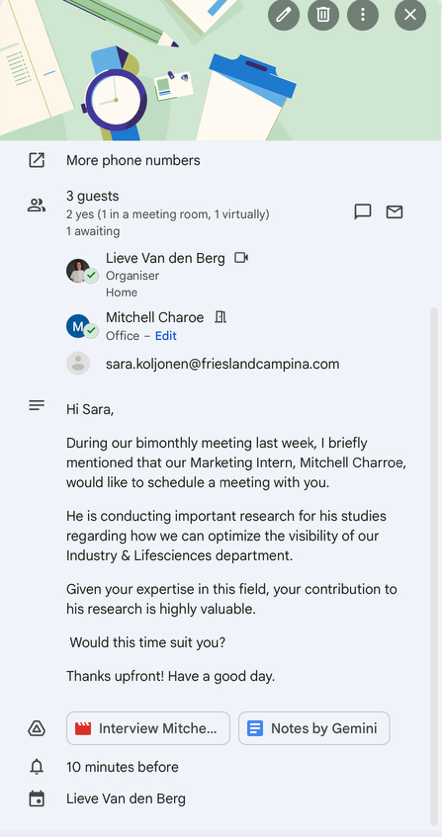 More phone numbers
3 guests
2 yes (1 in a meeting room, 1 virtually)
1 awaiting
Lieve Van den Berg
Organiser
Home
M
Mitchell Charoe
Office – Edit
sara.koljonen@frieslandcampina.com
Hi Sara,
During our bimonthly meeting last week, I briefly
mentioned that our Marketing Intern, Mitchell Charroe,
would like to schedule a meeting with you.
He is conducting important research for his studies
regarding how we can optimize the visibility of our
Industry & Lifesciences department.
Given your expertise in this field, your contribution to
his research is highly valuable.
Would this time suit you?
Thanks upfront! Have a good day.
Interview Mitche...
Notes by Gemini
10 minutes before
Lieve Van den Berg